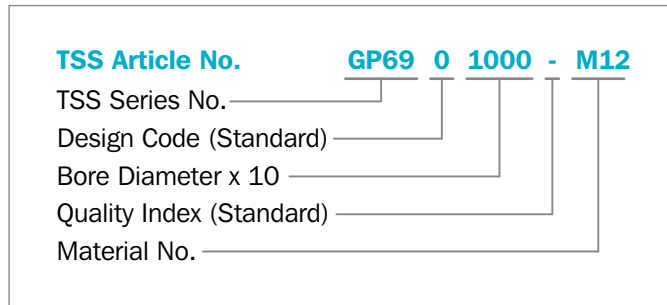 TSS Article No. GP69 0 1000 - M12
TSS Series No.
Design Code (Standard)
Bore Diameter x 10
Quality Index (Standard)
Material No.